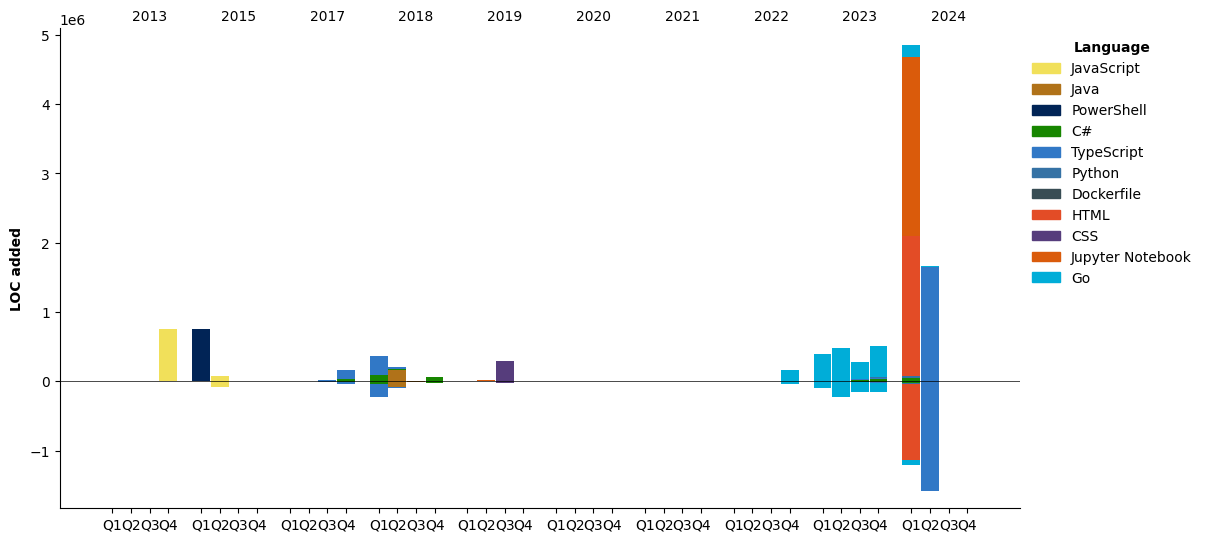 2013 2015 2017 2018 2019 2020 2021 2022 2023 2024
1e6
5
4
3
2
1
0
−1
LOC added
Q1Q2Q3Q4 Q1Q2Q3Q4 Q1Q2Q3Q4 Q1Q2Q3Q4 Q1Q2Q3Q4 Q1Q2Q3Q4 Q1Q2Q3Q4 Q1Q2Q3Q4 Q1Q2Q3Q4 Q1Q2Q3Q4
Language
JavaScript
Java
PowerShell
C#
TypeScript
Python
Dockerfile
HTML
CSS
Jupyter Notebook
Go